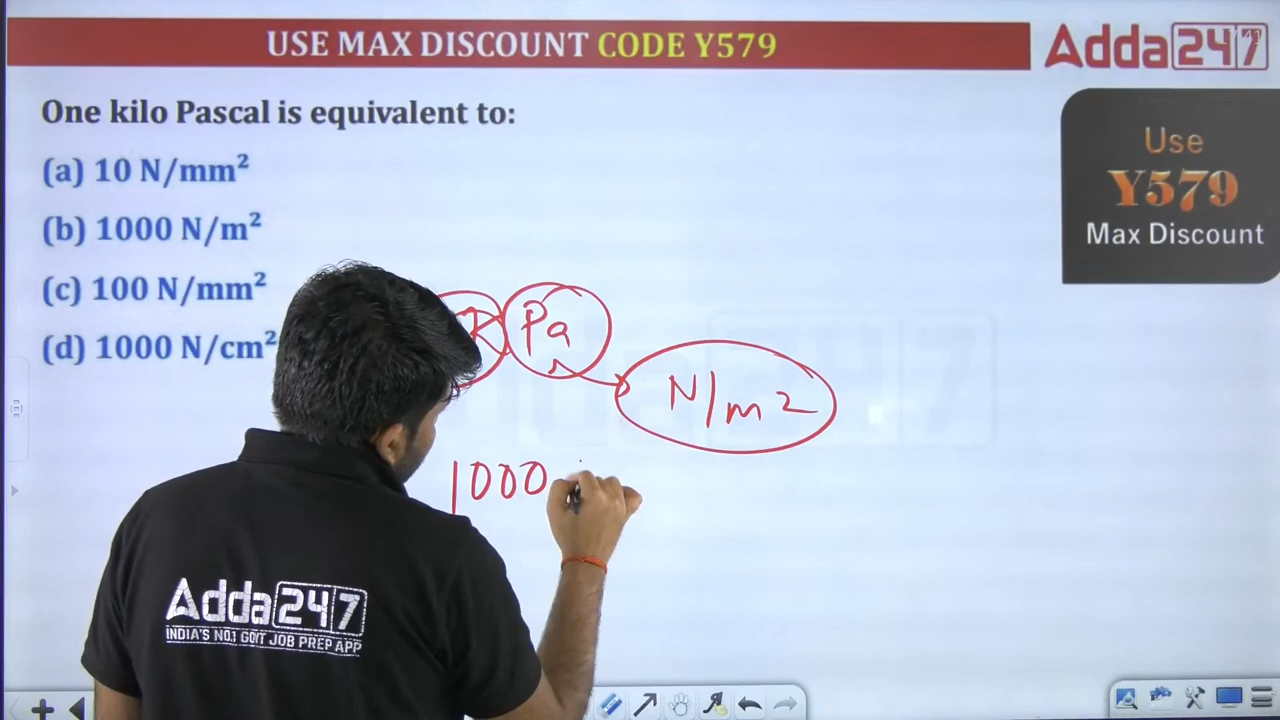 USE MAX DISCOUNT CODE Y579
Adda247
One kilo Pascal is equivalent to:
(a) 10 N/mm²
(b) 1000 N/m²
(c) 100 N/mm²
(d) 1000 N/cm²
Use
Y579
Max Discount
K Pa
N/m2
1000
Adda247
INDIA'S NO.1 GOVT JOB PREP APP